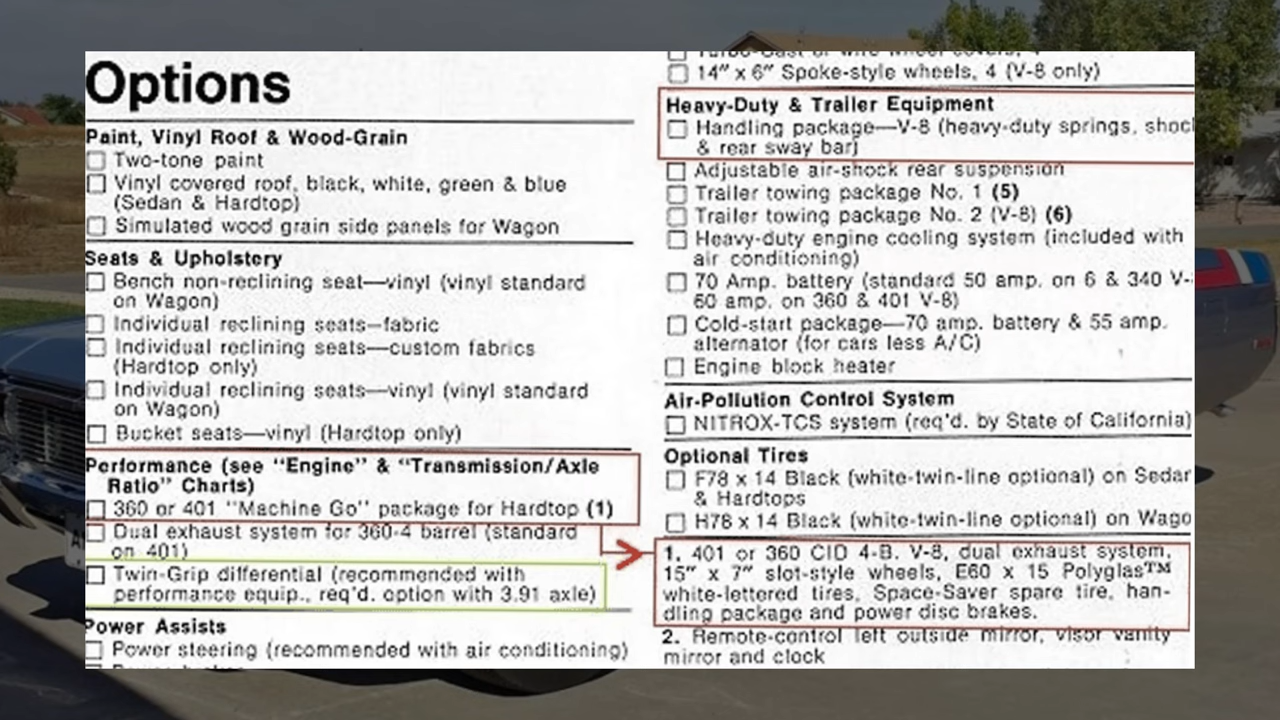 Options
Paint, Vinyl Roof & Wood-Grain
Two-tone paint
Vinyl covered roof, black, white, green & blue
(Sedan & Hardtop)
Simulated wood grain side panels for Wagon
Seats & Upholstery
Bench non-reclining seat—vinyl (vinyl standard
on Wagon)
Individual reclining seats—fabric
Individual reclining seats—custom fabrics
(Hardtop only)
Individual reclining seats—vinyl (vinyl standard
on Wagon)
Bucket seats—vinyl (Hardtop only)
Performance (see "Engine" & "Transmission/Axle
Ratio" Charts)
360 or 401 "Machine Go" package for Hardtop (1)
Dual exhaust system for 360-4 barrel (standard
on 401)
Twin-Grip differential (recommended with
performance equip., req'd. option with 3.91 axle)
Power Assists
Power steering (recommended with air conditioning)
14" x 6" Spoke-style wheels, 4 (V-8 only)
Heavy-Duty & Trailer Equipment
Handling package—V-8 (heavy-duty springs, shoc
& rear sway bar)
Adjustable air-shock rear suspension
Trailer towing package No. 1 (5)
Trailer towing package No. 2 (V-8) (6)
Heavy-duty engine cooling system (included with
air conditioning)
70 Amp. battery (standard 50 amp. on 6 & 340 V-
60 amp. on 360 & 401 V-8)
Cold-start package—70 amp. battery & 55 amp.
alternator (for cars less A/C)
Engine block heater
Air-Pollution Control System
NITROX-TCS system (req'd. by State of California)
Optional Tires
F78 x 14 Black (white-twin-line optional) on Sedan
& Hardtops
H78 x 14 Black (white-twin-line optional) on Wago
1. 401 or 360 CID 4-B. V-8, dual exhaust system,
15" x 7" slot-style wheels, E60 x 15 Polyglas™
white-lettered tires, Space-Saver spare tire, han-
dling package and power disc brakes.
2. Remote-control left outside mirror, visor vanity
mirror and clock